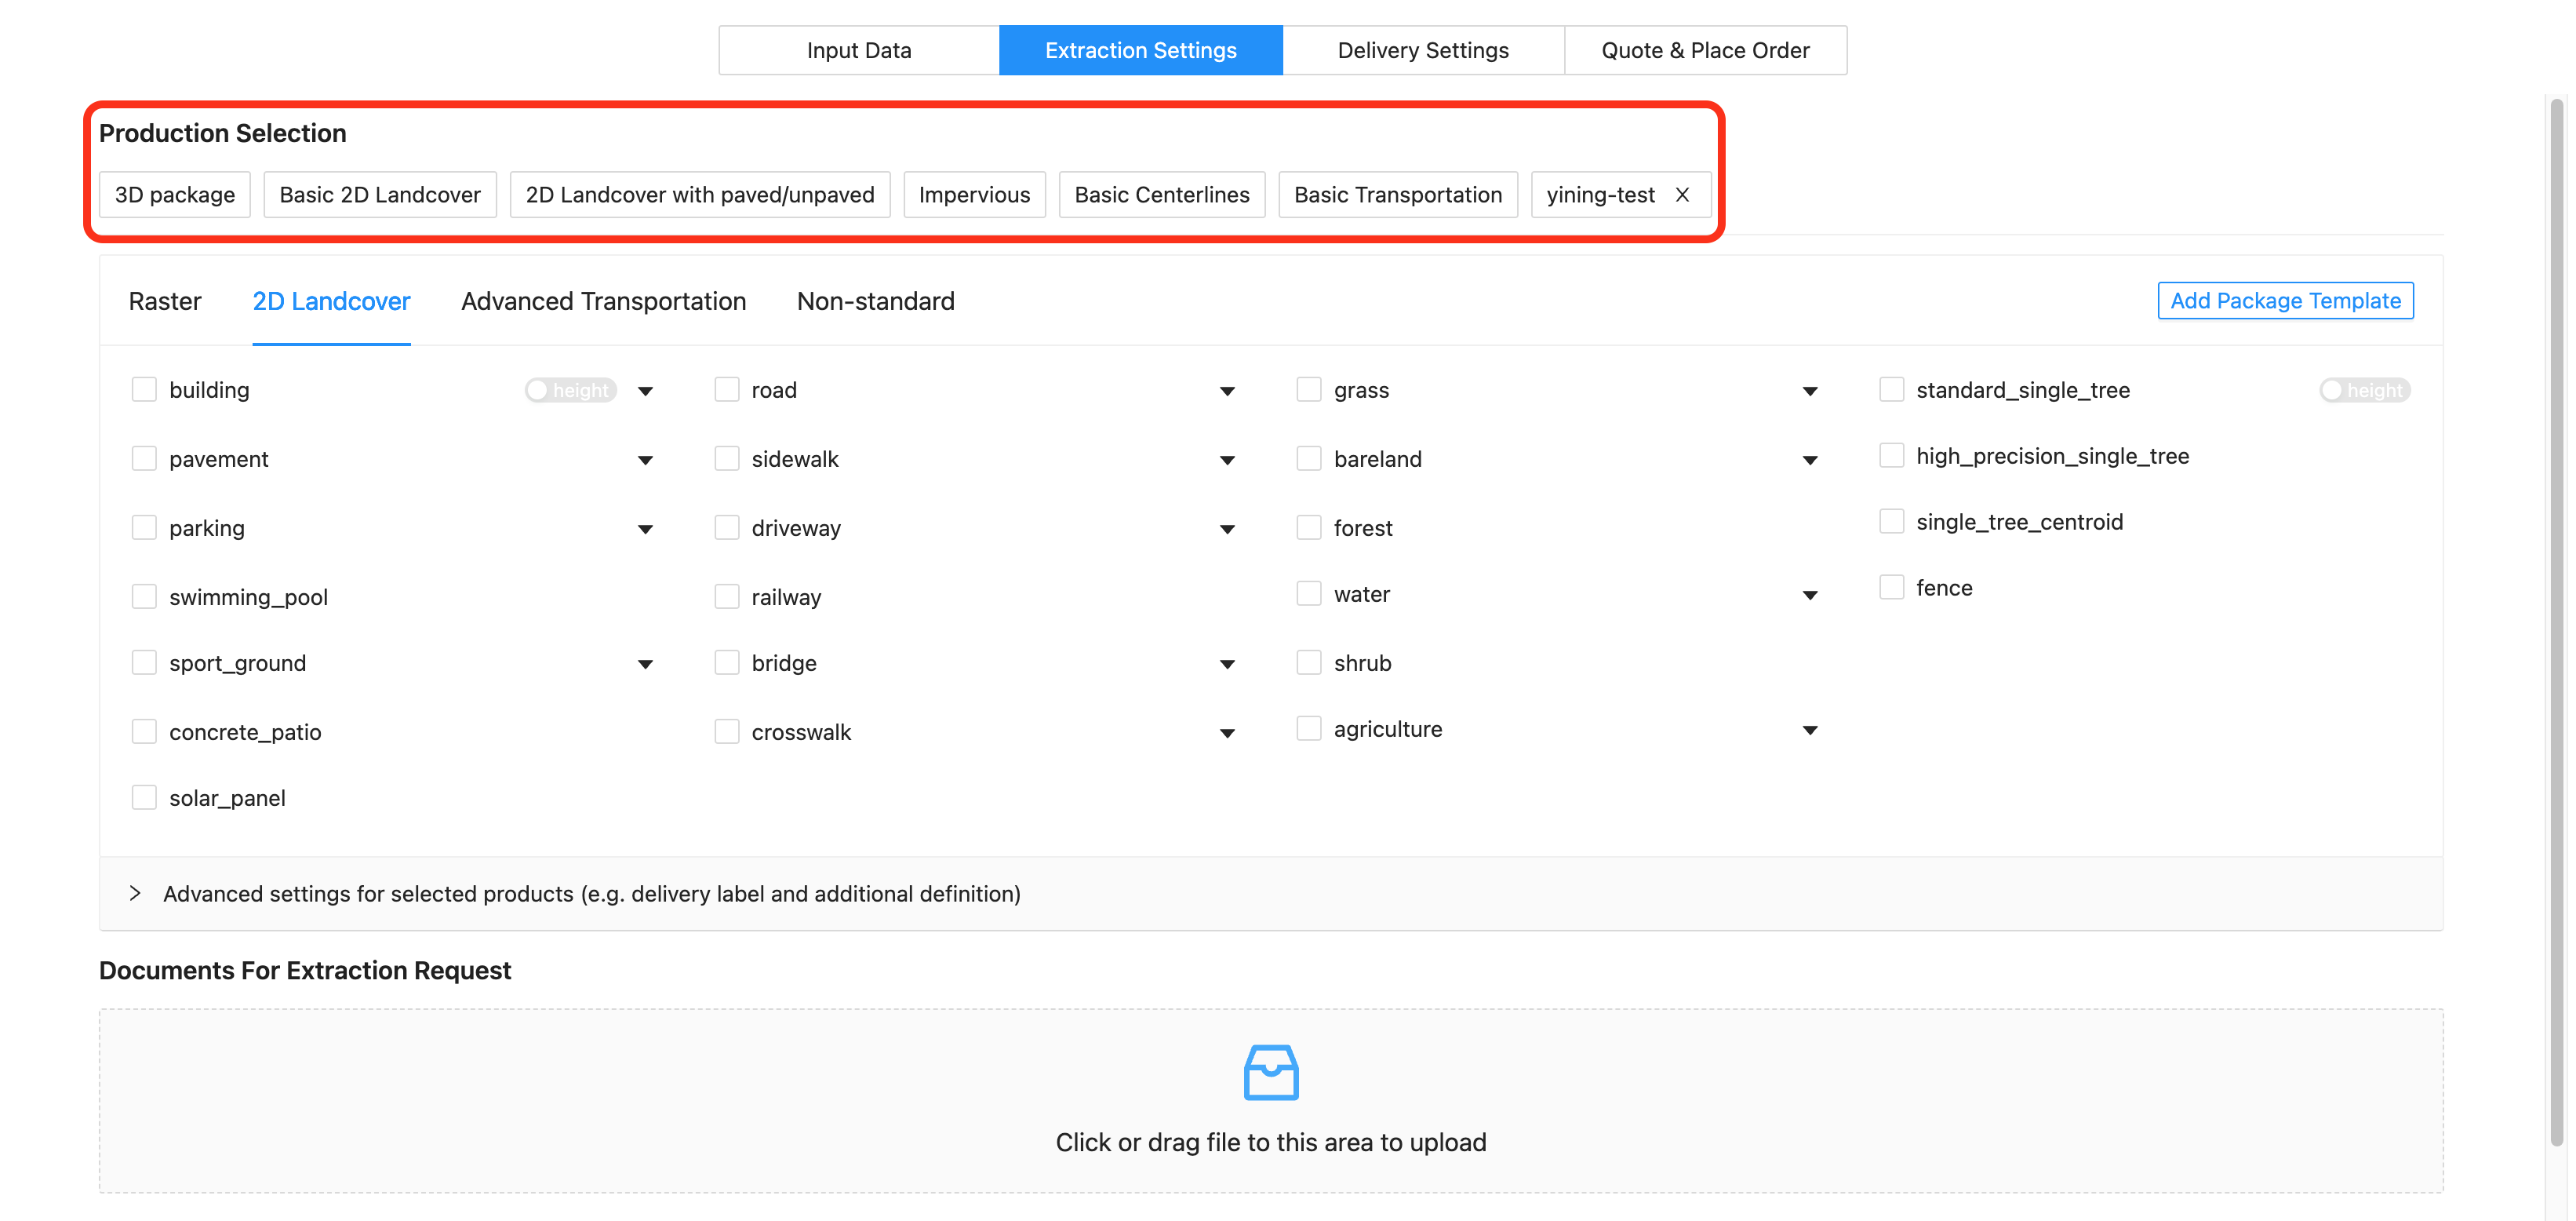 Input Data Extraction Settings Delivery Settings Quote & Place Order
Production Selection
3D package Basic 2D Landcover 2D Landcover with paved/unpaved Impervious Basic Centerlines Basic Transportation yining-test X
Raster 2D Landcover Advanced Transportation Non-standard Add Package Template
building height road grass standard_single_tree height
pavement sidewalk bareland high_precision_single_tree
parking driveway forest single_tree_centroid
swimming_pool railway water fence
sport_ground bridge shrub
concrete_patio crosswalk agriculture
solar_panel
> Advanced settings for selected products (e.g. delivery label and additional definition)
Documents For Extraction Request
Click or drag file to this area to upload